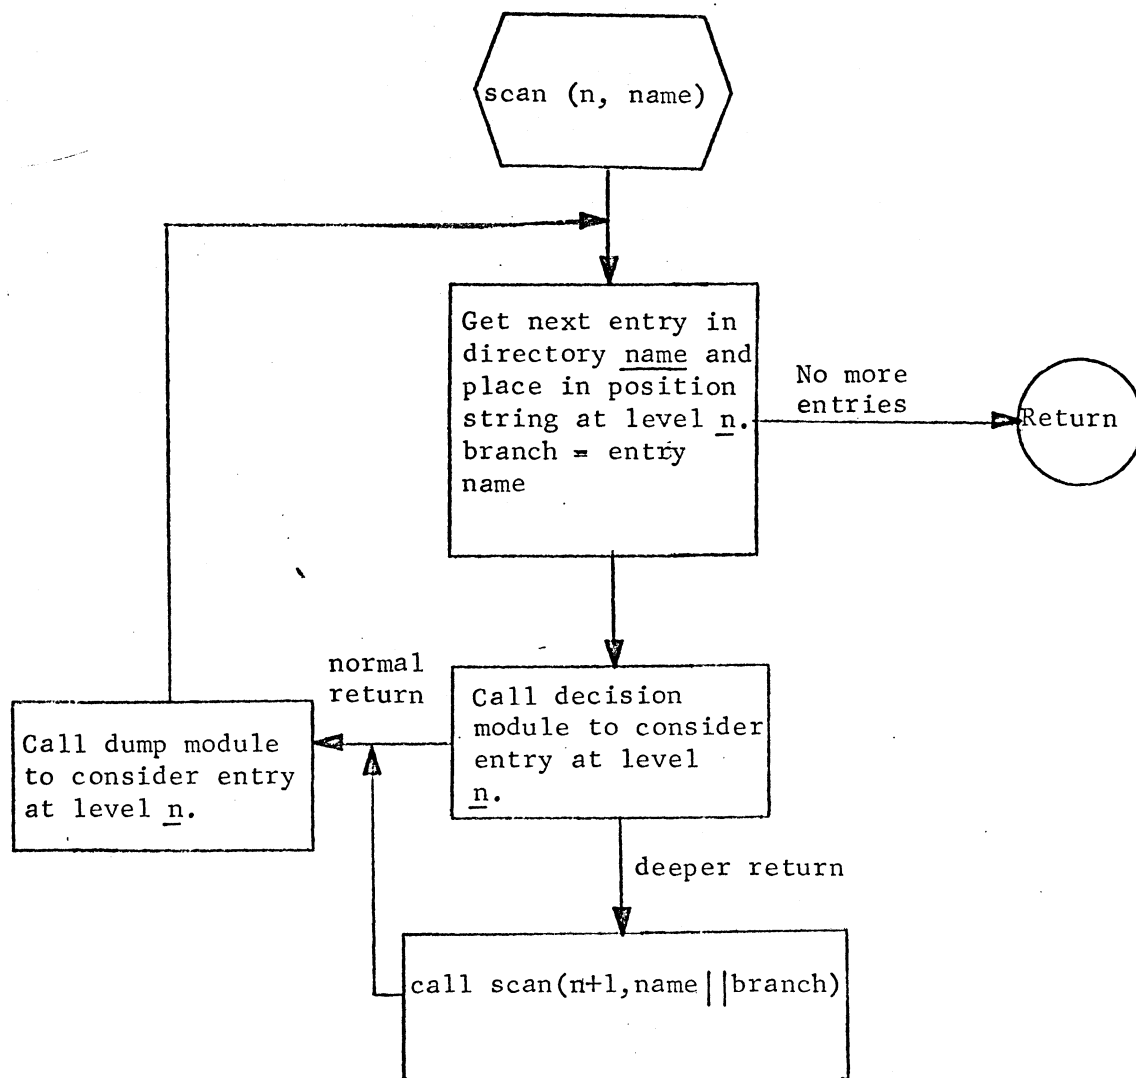 scan (n, name)
Get next entry in
directory name and
place in position
string at level n.
branch = entry
name
No more
entries
Return
normal
return
Call decision
module to consider
entry at level
n.
Call dump module
to consider entry
at level n.
deeper return
call scan(n+1,name||branch)